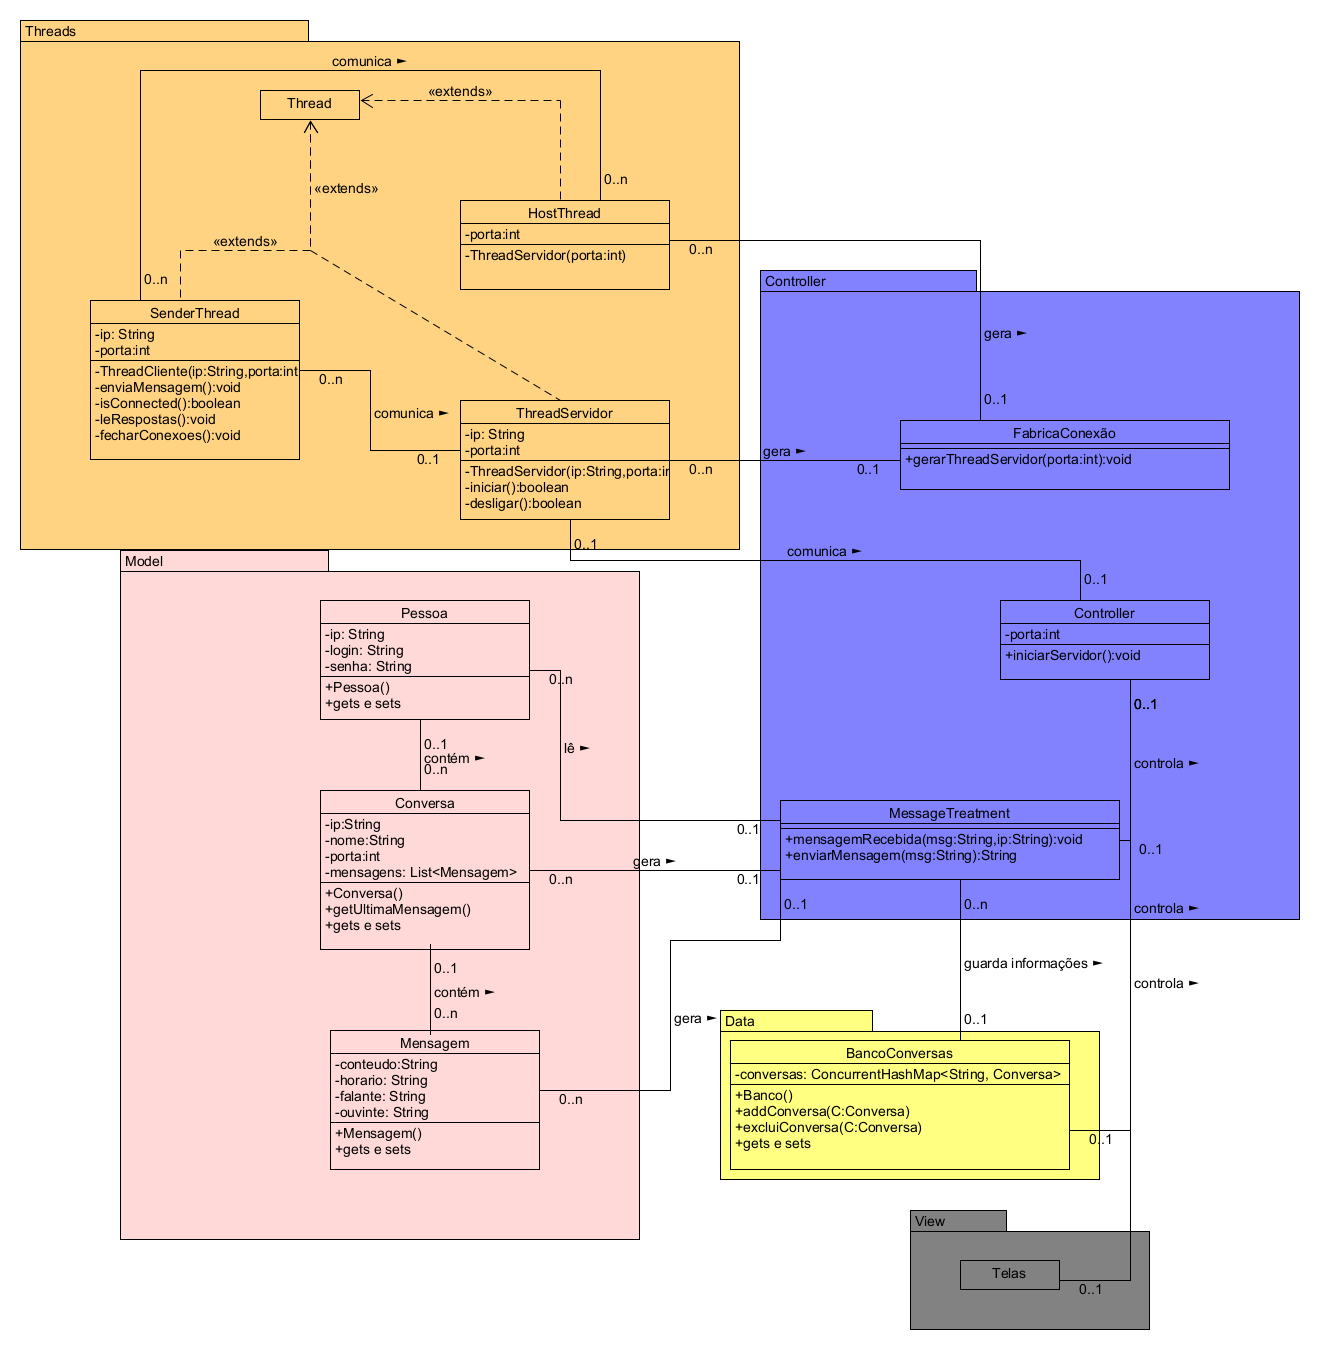 Threads
comunica ►
Thread
«extends»
«extends»
«extends»
0..n
HostThread
-porta:int
-ThreadServidor(porta:int)
0..n
0..n
SenderThread
-ip: String
-porta:int
-ThreadCliente(ip:String,porta:int
-enviaMensagem():void
-isConnected():boolean
-leRespostas():void
-fecharConexoes():void
0..n
comunica ►
0..1
ThreadServidor
-ip: String
-porta:int
-ThreadServidor(ip:String,porta:in
-iniciar():boolean
-desligar():boolean
0..n
0..1
Controller
gera ►
0..1
FabricaConexão
+gerarThreadServidor(porta:int):void
gera ►
0..1
comunica ►
0..1
Controller
-porta:int
+iniciarServidor():void
0..1
controla ►
MessageTreatment
+mensagemRecebida(msg:String,ip:String):void
+enviarMensagem(msg:String):String
0..1
controla ►
controla ►
Model
Pessoa
-ip: String
-login: String
-senha: String
+Pessoa()
+gets e sets
0..n
lê ►
0..1
0..1
contém ►
0..n
Conversa
-ip:String
-nome:String
-porta:int
-mensagens: List<Mensagem>
+Conversa()
+getUltimaMensagem()
+gets e sets
gera ►
0..n
0..1
0..1
contém ►
0..n
Mensagem
-conteudo:String
-horario: String
-falante: String
-ouvinte: String
+Mensagem()
+gets e sets
0..n
gera ►
0..1
0..n
guarda informações ►
0..1
Data
BancoConversas
-conversas: ConcurrentHashMap<String, Conversa>
+Banco()
+addConversa(C:Conversa)
+excluiConversa(C:Conversa)
+gets e sets
0..1
View
Telas
0..1